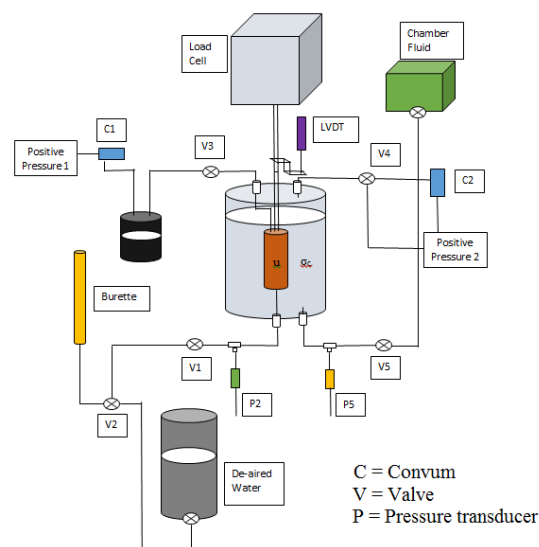 Load
Cell
Chamber
Fluid
C1
LVDT
V3
V4
Positive
Pressure 1
C2
Positive
Pressure 2
u
σc
Burette
V1
V5
V2
P2
P5
De-aired
Water
C = Convum
V = Valve
P = Pressure transducer